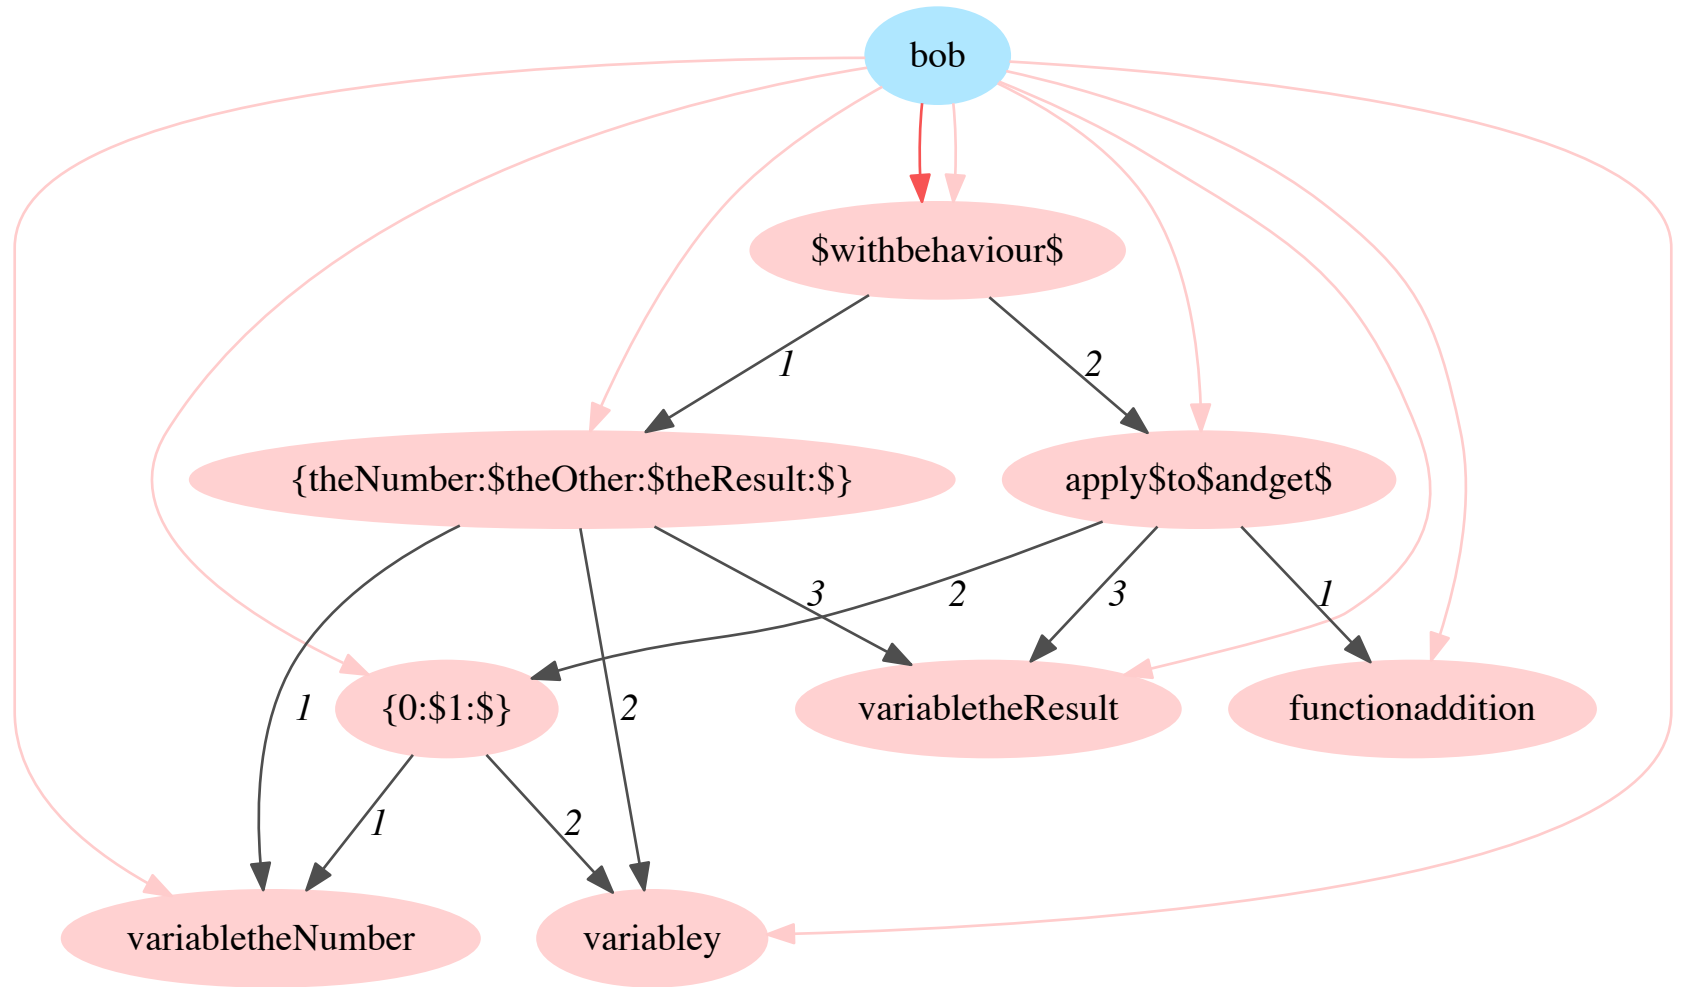 bob
$withbehaviour$
1
2
{theNumber:$theOther:$theResult:$}
apply$to$andget$
3
2
3
1
1
{0:$1:$}
2
variabletheResult
functionaddition
1
2
variabletheNumber
variabley